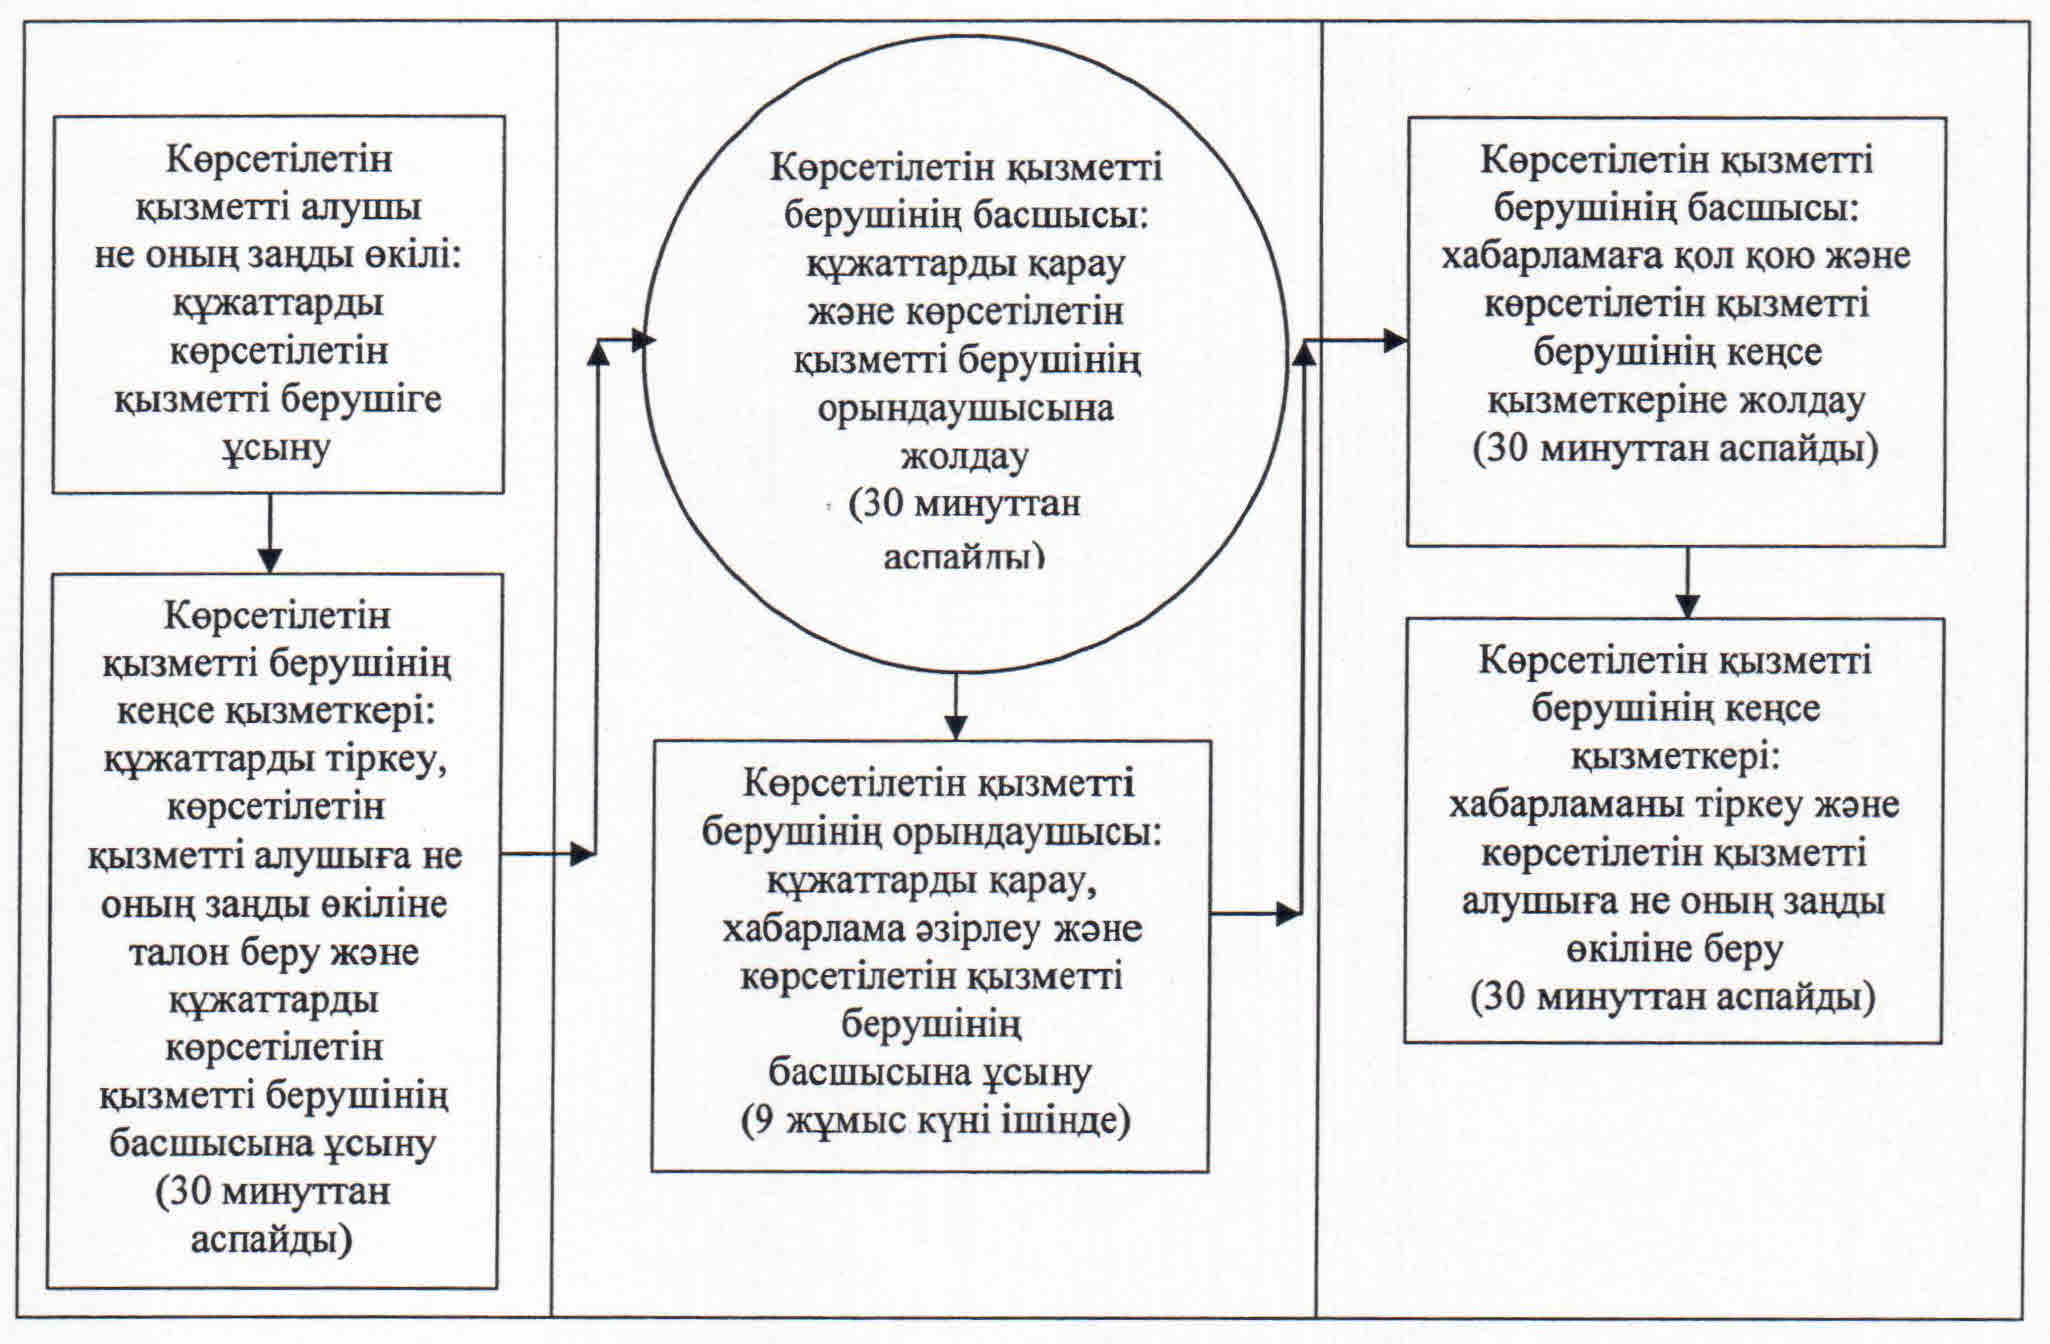 Көрсетілетін
қызметті алушы
не оның заңды өкілі:
құжаттарды
көрсетілетін
қызметті берушіге
ұсыну
Көрсетілетін
қызметті берушінің
кеңсе қызметкері:
құжаттарды тіркеу,
көрсетілетін
қызметті алушыға не
оның заңды өкіліне
талон беру және
құжаттарды
көрсетілетін
қызметті берушінің
басшысына ұсыну
(30 минуттан
аспайды)
Көрсетілетін қызметті
берушінің басшысы:
құжаттарды қарау
және көрсетілетін
қызметті берушінің
орындаушысына
жолдау
(30 минуттан
аспайды)
Көрсетілетін қызметті
берушінің орындаушысы:
құжаттарды қарау,
хабарлама әзірлеу және
көрсетілетін қызметті
берушінің
басшысына ұсыну
(9 жұмыс күні ішінде)
Көрсетілетін қызметті
берушінің басшысы:
хабарламаға қол қою және
көрсетілетін қызметті
берушінің кеңсе
қызметкеріне жолдау
(30 минуттан аспайды)
Көрсетілетін қызметті
берушінің кеңсе
қызметкері:
хабарламаны тіркеу және
көрсетілетін қызметті
алушыға не оның заңды
өкіліне беру
(30 минуттан аспайды)